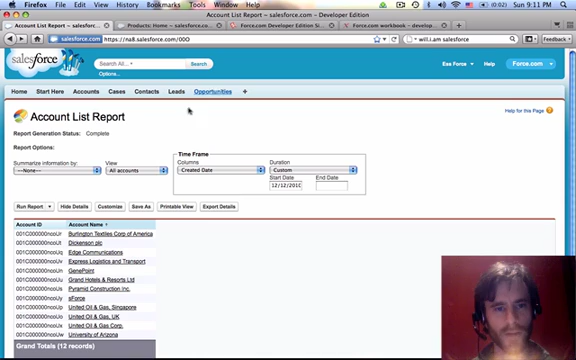 Firefox File Edit View History Bookmarks Tools Window Help
Sun 9:11 PM
Account List Report - salesforce.com - Developer Edition
Account List Report - salesforce.com ...
Products: Home - salesforce.co...
Force.com Developer Edition Si...
Force.com workbook - develop...
salesforce.com
https://na8.salesforce.com/00O
will.i.am salesforce
Feedback
salesforce
Search All...
Search
Options...
Eas Force
Help
Force.com
Home Start Here Accounts Cases Contacts Leads Opportunities +
Account List Report
Help for this Page
Report Generation Status: Complete
Report Options:
Time Frame
Summarize information by:
---None---
View
All accounts
Columns
Created Date
Duration
Custom
Start Date
End Date
12/12/2010
Run Report
Hide Details
Customize
Save As
Printable View
Export Details
Account ID Account Name
Burlington Textiles Corp of America
Dickenson plc
Edge Communications
Express Logistics and Transport
GenePoint
Grand Hotels & Resorts Ltd
Pyramid Construction Inc.
sForce
United Oil & Gas, Singapore
United Oil & Gas, UK
United Oil & Gas Corp.
University of Arizona
Grand Totals (12 records)